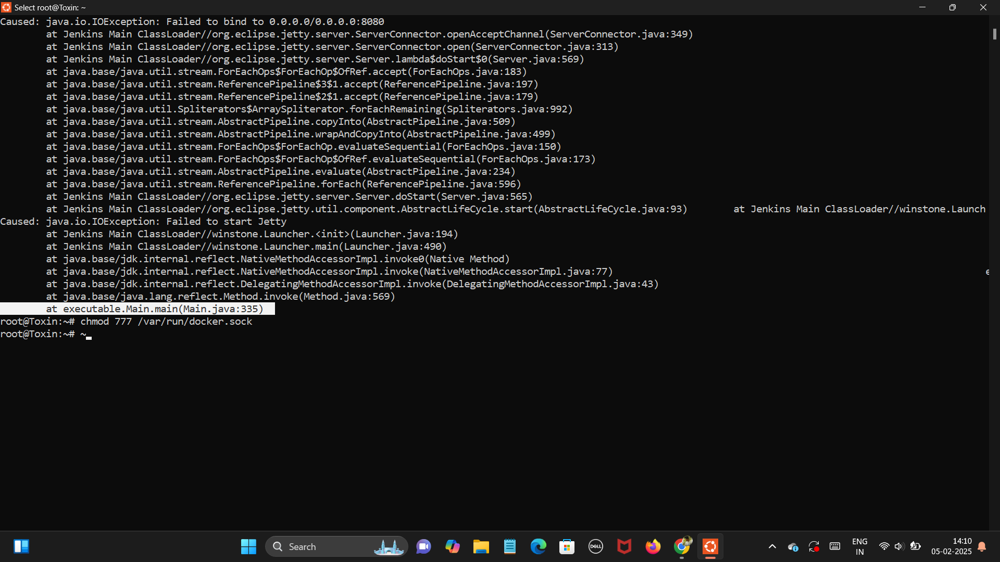 Select root@Toxin: ~
Caused: java.io.IOException: Failed to bind to 0.0.0.0/0.0.0.0:8080
at Jenkins Main ClassLoader//org.eclipse.jetty.server.ServerConnector.openAcceptChannel(ServerConnector.java:349)
at Jenkins Main ClassLoader//org.eclipse.jetty.server.ServerConnector.open(ServerConnector.java:313)
at Jenkins Main ClassLoader//org.eclipse.jetty.server.Server.lambda$doStart$0(Server.java:569)
at java.base/java.util.stream.ForEachOps$ForEachOp$OfRef.accept(ForEachOps.java:183)
at java.base/java.util.stream.ReferencePipeline$3$1.accept(ReferencePipeline.java:197)
at java.base/java.util.stream.ReferencePipeline$2$1.accept(ReferencePipeline.java:179)
at java.base/java.util.Spliterators$ArraySpliterator.forEachRemaining(Spliterators.java:992)
at java.base/java.util.stream.AbstractPipeline.copyInto(AbstractPipeline.java:509)
at java.base/java.util.stream.AbstractPipeline.wrapAndCopyInto(AbstractPipeline.java:499)
at java.base/java.util.stream.ForEachOps$ForEachOp.evaluateSequential(ForEachOps.java:150)
at java.base/java.util.stream.ForEachOps$ForEachOp$OfRef.evaluateSequential(ForEachOps.java:173)
at java.base/java.util.stream.AbstractPipeline.evaluate(AbstractPipeline.java:234)
at java.base/java.util.stream.ReferencePipeline.forEach(ReferencePipeline.java:596)
at Jenkins Main ClassLoader//org.eclipse.jetty.server.Server.doStart(Server.java:565)
at Jenkins Main ClassLoader//org.eclipse.jetty.util.component.AbstractLifeCycle.start(AbstractLifeCycle.java:93) at Jenkins Main ClassLoader//winstone.Launch
Caused: java.io.IOException: Failed to start Jetty
at Jenkins Main ClassLoader//winstone.Launcher.<init>(Launcher.java:194)
at Jenkins Main ClassLoader//winstone.Launcher.main(Launcher.java:490)
at java.base/jdk.internal.reflect.NativeMethodAccessorImpl.invoke0(Native Method)
at java.base/jdk.internal.reflect.NativeMethodAccessorImpl.invoke(NativeMethodAccessorImpl.java:77) e
at java.base/jdk.internal.reflect.DelegatingMethodAccessorImpl.invoke(DelegatingMethodAccessorImpl.java:43)
at java.base/java.lang.reflect.Method.invoke(Method.java:569)
at executable.Main.main(Main.java:335)
root@Toxin:~# chmod 777 /var/run/docker.sock
root@Toxin:~# ~
Search
DELL
ENG
IN
14:10
05-02-2025